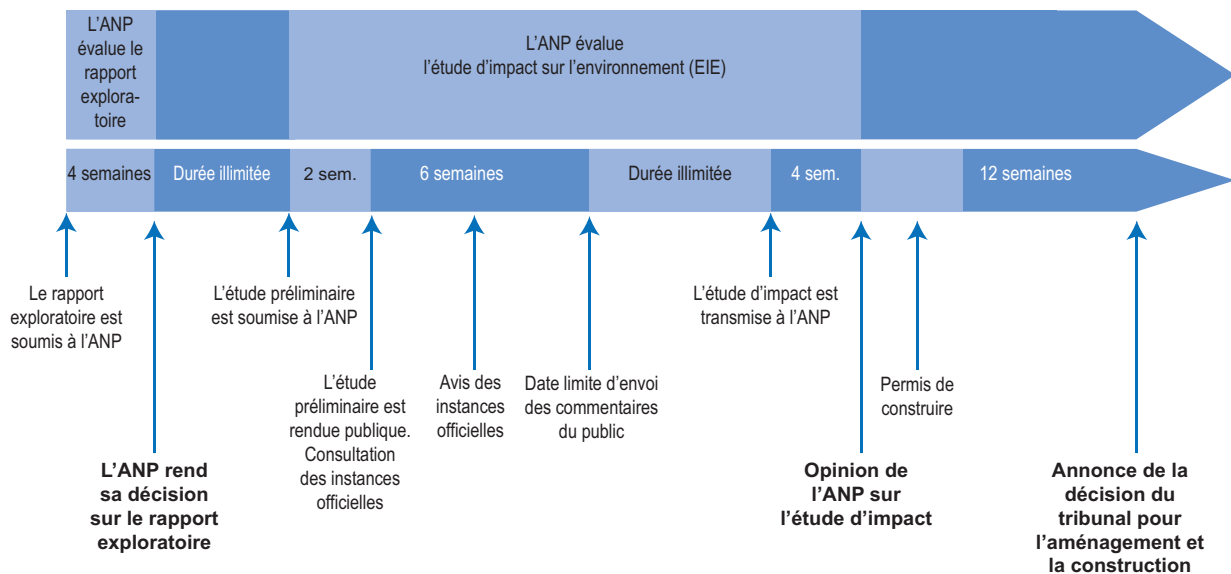 L'ANP
évalue le
rapport
explora-
toire
L'ANP évalue
l'étude d'impact sur l'environnement (EIE)
4 semaines
Durée illimitée
2 sem.
6 semaines
Durée illimitée
4 sem.
12 semaines
Le rapport
exploratoire est
soumis à l'ANP
L'ANP rend
sa décision
sur le rapport
exploratoire
L'étude préliminaire
est soumise à l'ANP
L'étude
préliminaire est
rendue publique.
Consultation
des instances
officielles
Avis des
instances
officielles
Date limite d'envoi
des commentaires
du public
L'étude d'impact est
transmise à l'ANP
Opinion de
l'ANP sur
l'étude d'impact
Permis de
construire
Annonce de la
décision du
tribunal pour
l'aménagement et
la construction